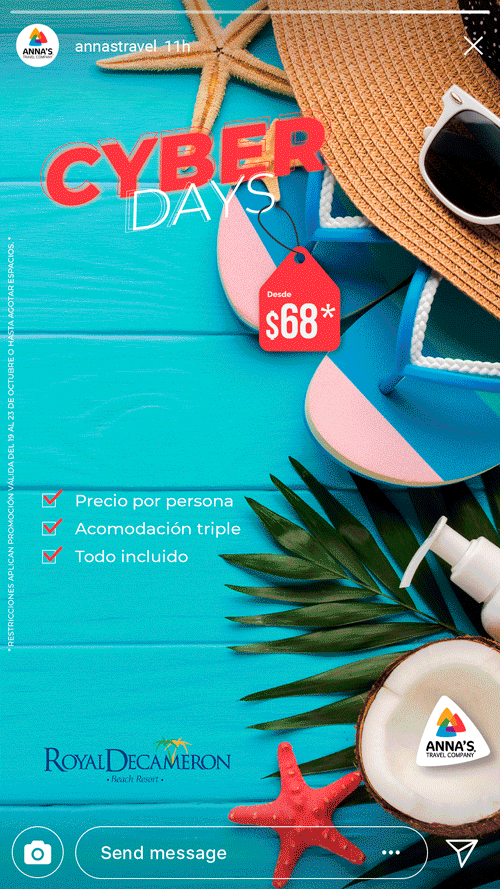 ANNA'S
TRAVEL COMPANY
annastravel 11h
CYBER
DAYS
Desde
$68*
* RESTRICCIONES APLICAN PROMOCIÓN VÁLIDA DEL 19 AL 23 DE OCTUBRE O HASTA AGOTAR ESPACIOS.*
Precio por persona
Acomodación triple
Todo incluido
ANNA'S
TRAVEL COMPANY
ROYAL DECAMERON
• Beach Resort •
Send message